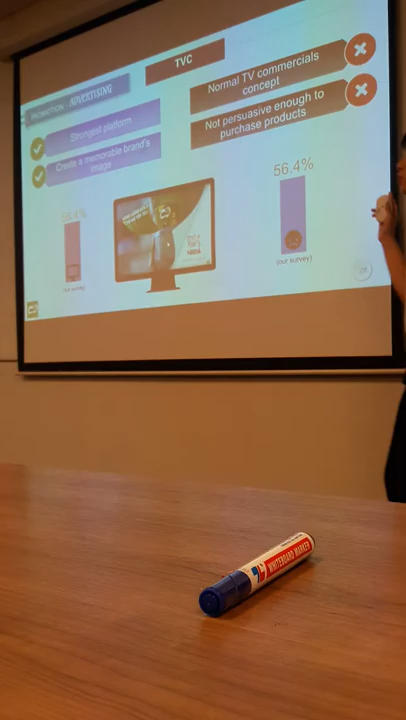 PROMOTION - ADVERTISING
TVC
Strongest platform
Create a memorable brand's
image
Normal TV commercials
concept
Not persuasive enough to
purchase products
56.4%
(our survey)
56.4%
(our survey)
WHITEBOARD MARKER